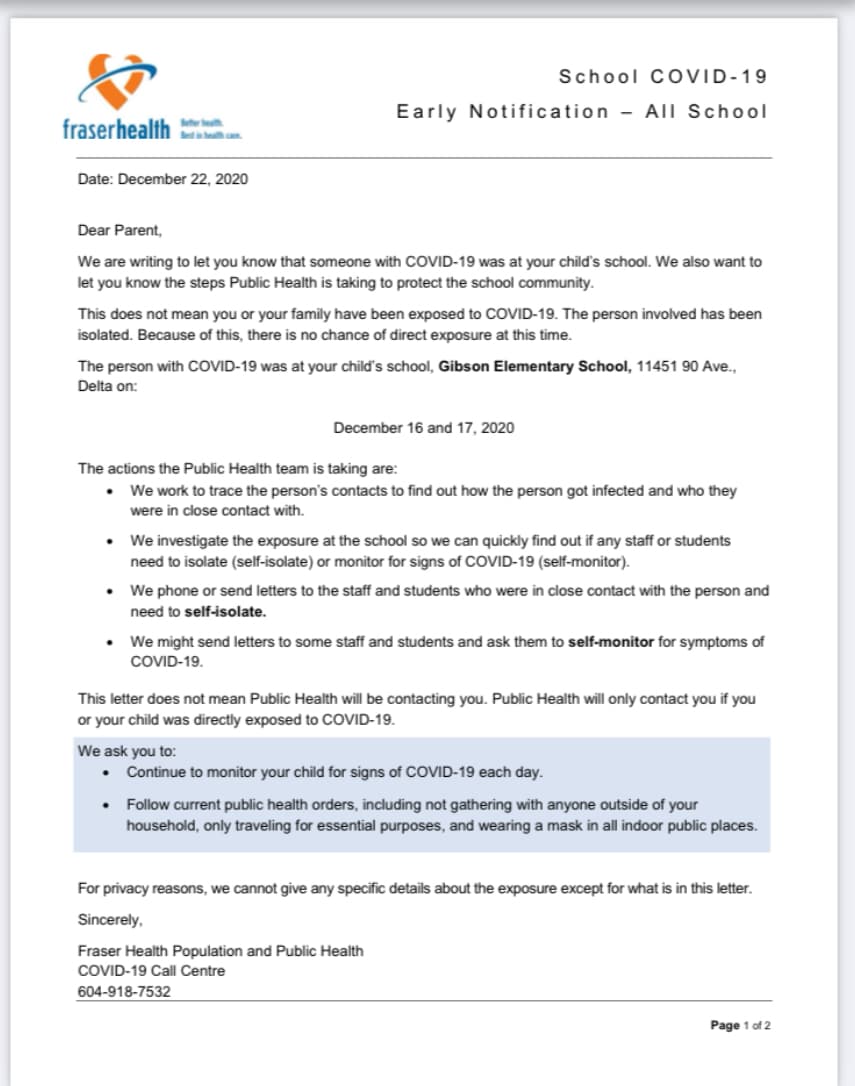 School COVID-19
Early Notification – All School
fraserhealth
Better health.
Best in health care.
Date: December 22, 2020
Dear Parent,
We are writing to let you know that someone with COVID-19 was at your child's school. We also want to
let you know the steps Public Health is taking to protect the school community.
This does not mean you or your family have been exposed to COVID-19. The person involved has been
isolated. Because of this, there is no chance of direct exposure at this time.
The person with COVID-19 was at your child's school, Gibson Elementary School, 11451 90 Ave.,
Delta on:
December 16 and 17, 2020
The actions the Public Health team is taking are:
• We work to trace the person's contacts to find out how the person got infected and who they
were in close contact with.
• We investigate the exposure at the school so we can quickly find out if any staff or students
need to isolate (self-isolate) or monitor for signs of COVID-19 (self-monitor).
• We phone or send letters to the staff and students who were in close contact with the person and
need to self-isolate.
• We might send letters to some staff and students and ask them to self-monitor for symptoms of
COVID-19.
This letter does not mean Public Health will be contacting you. Public Health will only contact you if you
or your child was directly exposed to COVID-19.
We ask you to:
• Continue to monitor your child for signs of COVID-19 each day.
• Follow current public health orders, including not gathering with anyone outside of your
household, only traveling for essential purposes, and wearing a mask in all indoor public places.
For privacy reasons, we cannot give any specific details about the exposure except for what is in this letter.
Sincerely,
Fraser Health Population and Public Health
COVID-19 Call Centre
604-918-7532
Page 1 of 2